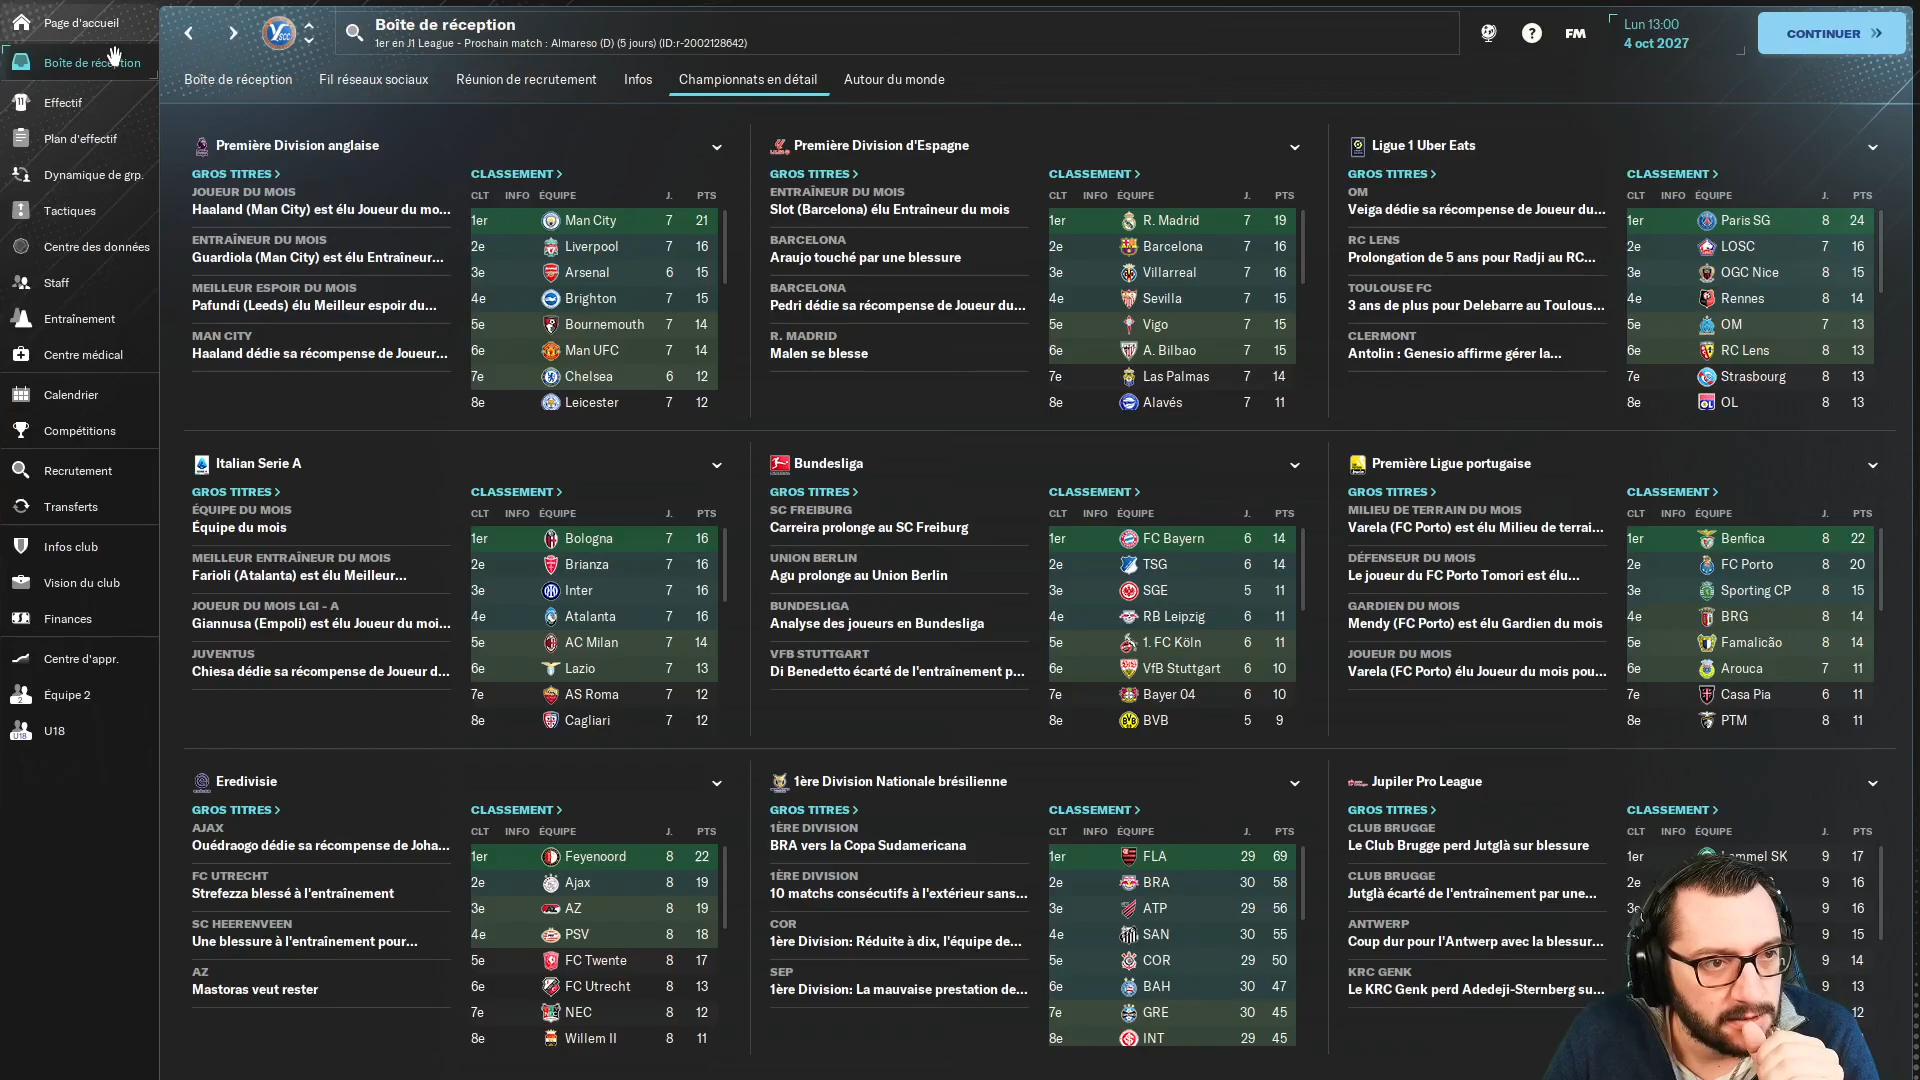 Page d'accueil
Boîte de réception
Effectif
Plan d'effectif
Dynamique de grp.
Tactiques
Centre des données
Staff
Entraînement
Centre médical
Calendrier
Compétitions
Recrutement
Transferts
Infos club
Vision du club
Finances
Centre d'appr.
Équipe 2
U18
Boîte de réception
1er en J1 League - Prochain match : Almareso (D) (5 jours) (ID:r-2002128642)
FM
Lun 13:00
4 oct 2027
CONTINUER
Boîte de réception
Fil réseaux sociaux
Réunion de recrutement
Infos
Championnats en détail
Autour du monde
Première Division anglaise
GROS TITRES
JOUEUR DU MOIS
Haaland (Man City) est élu Joueur du mo...
ENTRAÎNEUR DU MOIS
Guardiola (Man City) est élu Entraîneur...
MEILLEUR ESPOIR DU MOIS
Pafundi (Leeds) élu Meilleur espoir du...
MAN CITY
Haaland dédie sa récompense de Joueur...
CLASSEMENT
CLT INFO ÉQUIPE J. PTS
1er Man City 7 21
2e Liverpool 7 16
3e Arsenal 6 15
4e Brighton 7 15
5e Bournemouth 7 14
6e Man UFC 7 14
7e Chelsea 6 12
8e Leicester 7 12
Première Division d'Espagne
GROS TITRES
ENTRAÎNEUR DU MOIS
Slot (Barcelona) élu Entraîneur du mois
BARCELONA
Araujo touché par une blessure
BARCELONA
Pedri dédie sa récompense de Joueur du...
R. MADRID
Malen se blesse
CLASSEMENT
CLT INFO ÉQUIPE J. PTS
1er R. Madrid 7 19
2e Barcelona 7 16
3e Villarreal 7 16
4e Sevilla 7 15
5e Vigo 7 15
6e A. Bilbao 7 15
7e Las Palmas 7 14
8e Alavés 7 11
Ligue 1 Uber Eats
GROS TITRES
OM
Veiga dédie sa récompense de Joueur du...
RC LENS
Prolongation de 5 ans pour Radji au RC...
TOULOUSE FC
3 ans de plus pour Delebarre au Toulous...
CLERMONT
Antolin : Genesio affirme gérer la...
CLASSEMENT
CLT INFO ÉQUIPE J. PTS
1er Paris SG 8 24
2e LOSC 7 16
3e OGC Nice 8 15
4e Rennes 8 14
5e OM 7 13
6e RC Lens 8 13
7e Strasbourg 8 13
8e OL 8 13
Italian Serie A
GROS TITRES
ÉQUIPE DU MOIS
Équipe du mois
MEILLEUR ENTRAÎNEUR DU MOIS
Farioli (Atalanta) est élu Meilleur...
JOUEUR DU MOIS LGI - A
Giannusa (Empoli) est élu Joueur du moi...
JUVENTUS
Chiesa dédie sa récompense de Joueur d...
CLASSEMENT
CLT INFO ÉQUIPE J. PTS
1er Bologna 7 16
2e Brianza 7 16
3e Inter 7 16
4e Atalanta 7 16
5e AC Milan 7 14
6e Lazio 7 13
7e AS Roma 7 12
8e Cagliari 7 12
Bundesliga
GROS TITRES
SC FREIBURG
Carreira prolonge au SC Freiburg
UNION BERLIN
Agu prolonge au Union Berlin
BUNDESLIGA
Analyse des joueurs en Bundesliga
VFB STUTTGART
Di Benedetto écarté de l'entraînement p...
CLASSEMENT
CLT INFO ÉQUIPE J. PTS
1er FC Bayern 6 14
2e TSG 6 14
3e SGE 5 11
4e RB Leipzig 6 11
5e 1. FC Köln 6 11
6e VfB Stuttgart 6 10
7e Bayer 04 6 10
8e BVB 5 9
Première Ligue portugaise
GROS TITRES
MILIEU DE TERRAIN DU MOIS
Varela (FC Porto) est élu Milieu de terrai...
DÉFENSEUR DU MOIS
Le joueur du FC Porto Tomori est élu...
GARDIEN DU MOIS
Mendy (FC Porto) est élu Gardien du mois
JOUEUR DU MOIS
Varela (FC Porto) élu Joueur du mois pou...
CLASSEMENT
CLT INFO ÉQUIPE J. PTS
1er Benfica 8 22
2e FC Porto 8 20
3e Sporting CP 8 15
4e BRG 8 14
5e Famalicão 8 14
6e Arouca 7 11
7e Casa Pia 6 11
8e PTM 8 11
Eredivisie
GROS TITRES
AJAX
Ouédraogo dédie sa récompense de Joha...
FC UTRECHT
Strefezza blessé à l'entraînement
SC HEERENVEEN
Une blessure à l'entraînement pour...
AZ
Mastoras veut rester
CLASSEMENT
CLT INFO ÉQUIPE J. PTS
1er Feyenoord 8 22
2e Ajax 8 19
3e AZ 8 19
4e PSV 8 18
5e FC Twente 8 17
6e FC Utrecht 8 13
7e NEC 8 12
8e Willem II 8 11
1ère Division Nationale brésilienne
GROS TITRES
1ÈRE DIVISION
BRA vers la Copa Sudamericana
1ÈRE DIVISION
10 matchs consécutifs à l'extérieur sans...
COR
1ère Division: Réduite à dix, l'équipe de...
SEP
1ère Division: La mauvaise prestation de...
CLASSEMENT
CLT INFO ÉQUIPE J. PTS
1er FLA 29 69
2e BRA 30 58
3e ATP 29 56
4e SAN 30 55
5e COR 29 50
6e BAH 30 47
7e GRE 30 45
8e INT 29 45
Jupiler Pro League
GROS TITRES
CLUB BRUGGE
Le Club Brugge perd Jutglà sur blessure
CLUB BRUGGE
Jutglà écarté de l'entraînement par une...
ANTWERP
Coup dur pour l'Antwerp avec la blessur...
KRC GENK
Le KRC Genk perd Adedeji-Sternberg su...
CLASSEMENT
CLT INFO ÉQUIPE J. PTS
1er Lommel SK 9 17
2e 9 16
3e 9 16
9 15
9 14
9 13
12